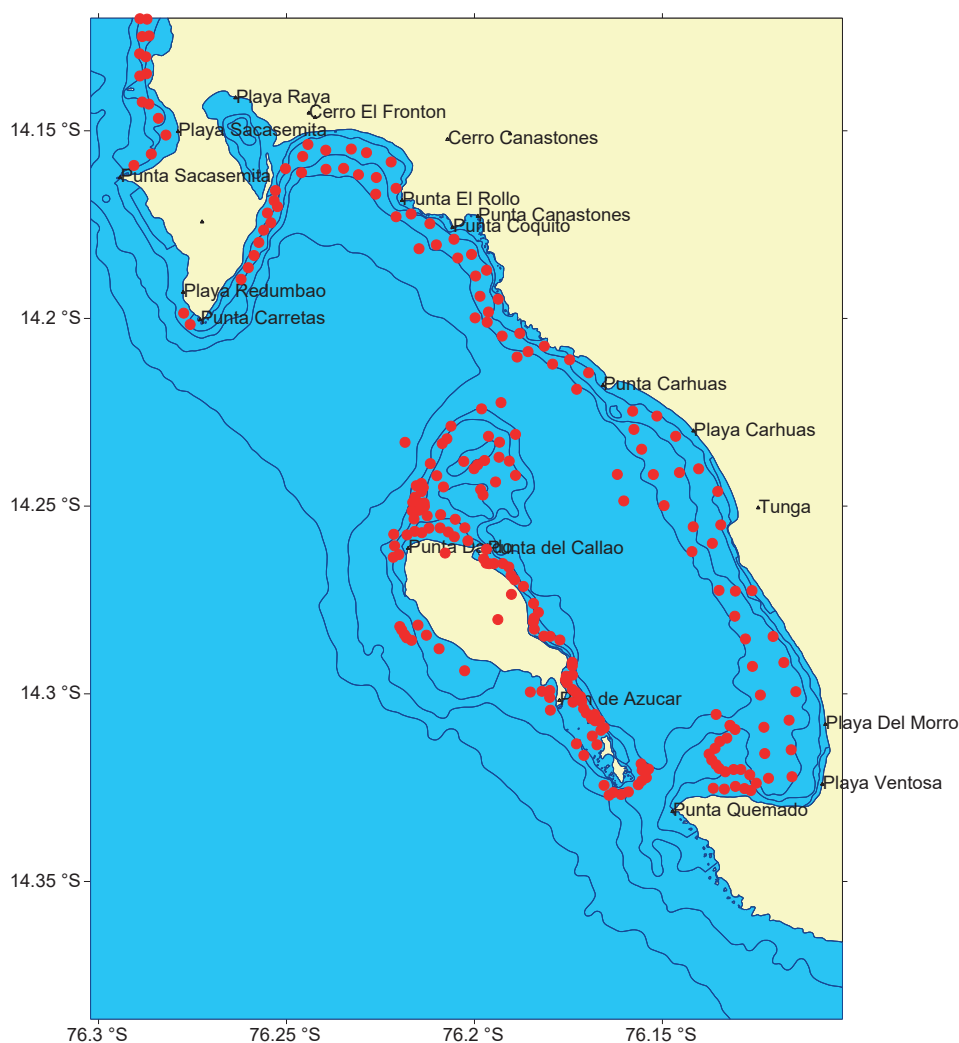 Playa Raya
Cerro El Fronton
14.15 °S
Playa Sacasemita
Cerro Canastones
Punta Sacasemita
Punta El Rollo
Punta Canastones
Punta Coquito
Playa Redumbao
14.2 °S
Punta Carretas
Punta Carhuas
Playa Carhuas
14.25 °S
Tunga
Punta del Callao
14.3 °S
de Azucar
Playa Del Morro
Playa Ventosa
Punta Quemado
14.35 °S
76.3 °S
76.25 °S
76.2 °S
76.15 °S